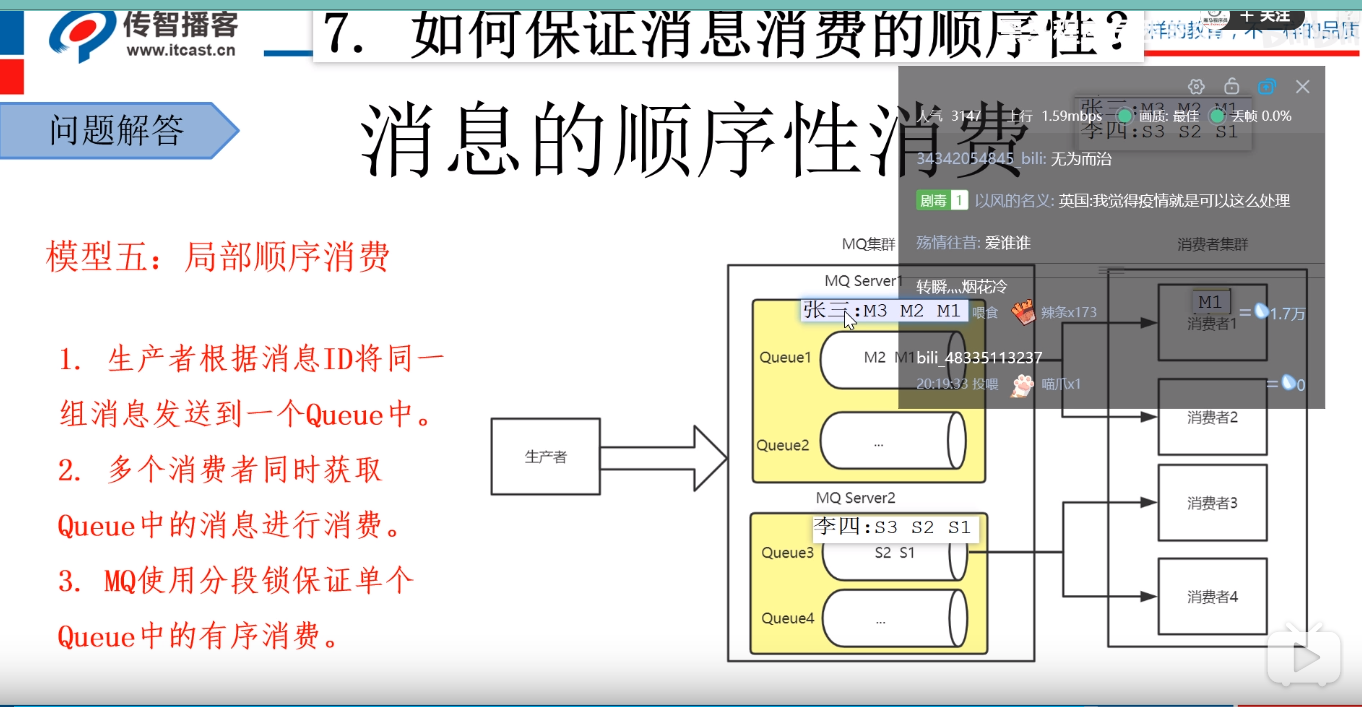 传智播客
www.itcast.cn
7. 如何保证消息消费的顺序性?
+ 关注
问题解答
消息的顺序性消费
张三:M3 M2 M1
李四:S3 S2 S1
人气 3147 上行 1.59mbps 画质: 最佳 丢帧 0.0%
34342054845_bili: 无为而治
剧毒 1 以风的名义: 英国:我觉得疫情就是可以这么处理
殇情往昔: 爱谁谁
转瞬灬烟花冷
喂食 辣条x173 =1.7万
bili_48335113237
20:19:33 投喂 喵爪x1 =0
模型五：局部顺序消费
1. 生产者根据消息ID将同一
组消息发送到一个Queue中。
2. 多个消费者同时获取
Queue中的消息进行消费。
3. MQ使用分段锁保证单个
Queue中的有序消费。
生产者
MQ集群
MQ Server1
张三:M3 M2 M1
Queue1
M2 M1
Queue2
...
MQ Server2
李四:S3 S2 S1
Queue3
S2 S1
Queue4
...
消费者集群
M1
消费者1
消费者2
消费者3
消费者4